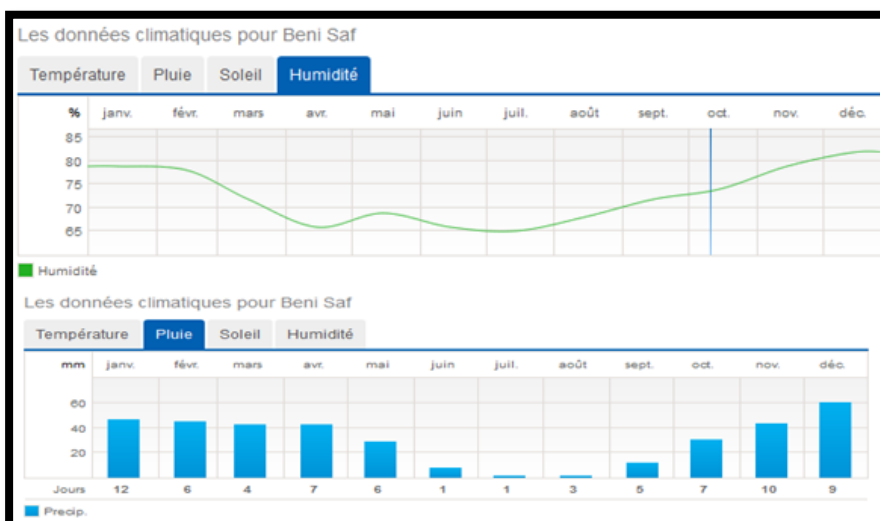 Les données climatiques pour Beni Saf
Température Pluie Soleil Humidité
% janv. févr. mars avr. mai juin juil. août sept. oct. nov. déc.
85
80
75
70
65
Humidité
Les données climatiques pour Beni Saf
Température Pluie Soleil Humidité
mm janv. févr. mars avr. mai juin juil. août sept. oct. nov. déc.
60
40
20
Jours 12 6 4 7 6 1 1 3 5 7 10 9
Precip.